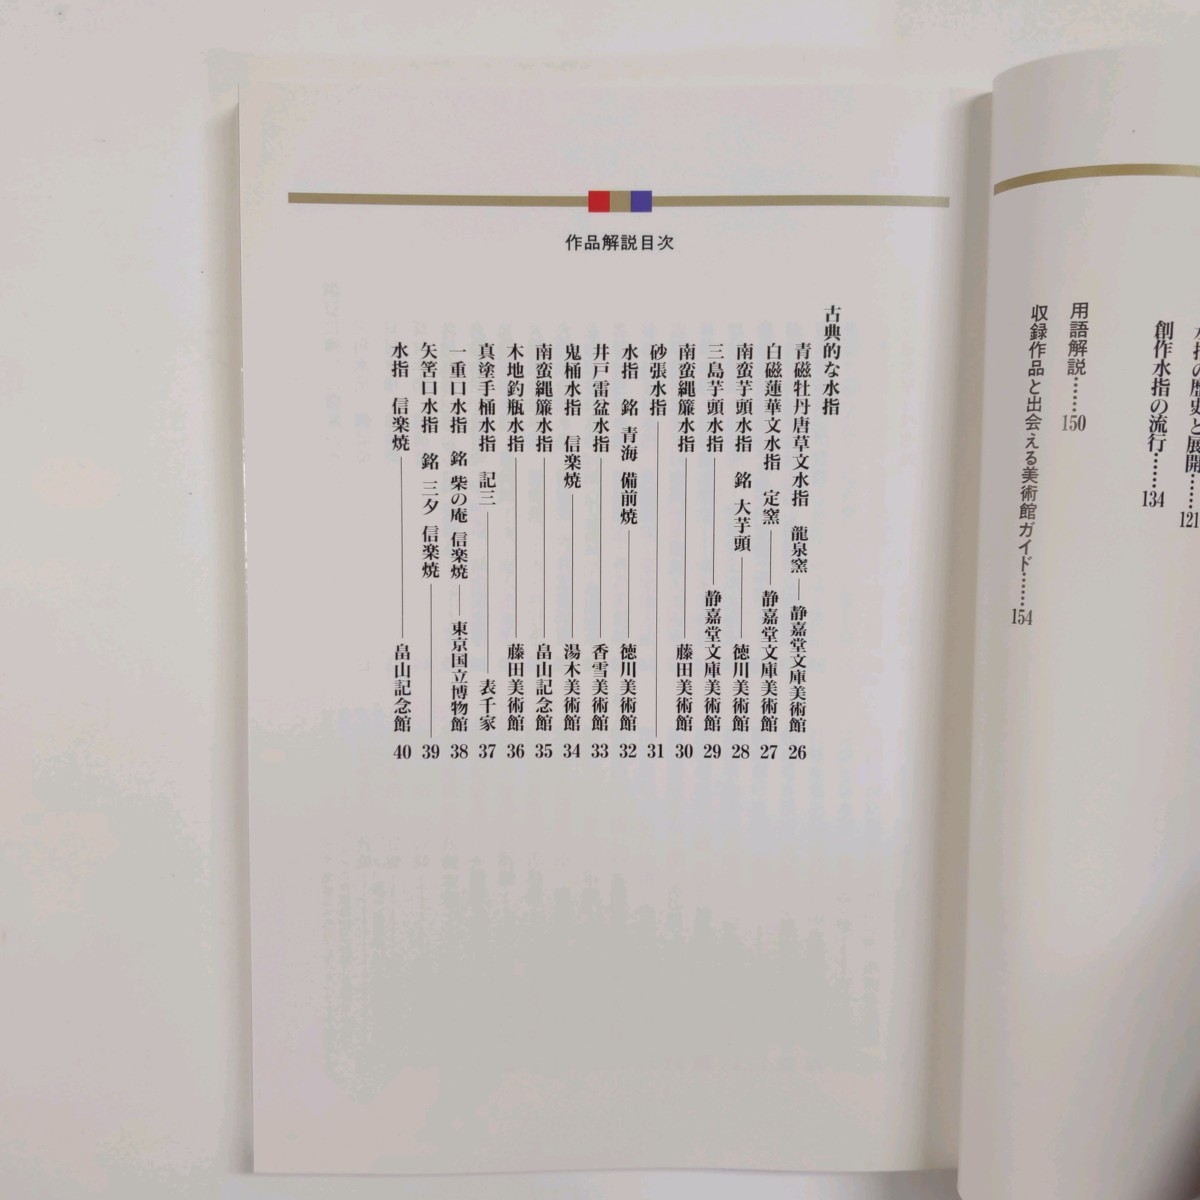 水指の歴史と展開……121
創作水指の流行……134
用語解説……150
収録作品と出会える美術館ガイド……154
作品解説目次
古典的な水指
青磁牡丹唐草文水指 龍泉窯―静嘉堂文庫美術館 26
白磁蓮華文水指 定窯―静嘉堂文庫美術館 27
南蛮芋頭水指 銘 大芋頭―徳川美術館 28
三島芋頭水指―静嘉堂文庫美術館 29
南蛮縄簾水指―藤田美術館 30
砂張水指― 31
水指 銘 青海 備前焼―徳川美術館 32
井戸雷盆水指―香雪美術館 33
鬼桶水指 信楽焼―湯木美術館 34
南蛮縄簾水指―畠山記念館 35
木地釣瓶水指―藤田美術館 36
真塗手桶水指 記三―表千家 37
一重口水指 銘 柴の庵 信楽焼―東京国立博物館 38
矢筈口水指 銘 三夕 信楽焼― 39
水指 信楽焼―畠山記念館 40